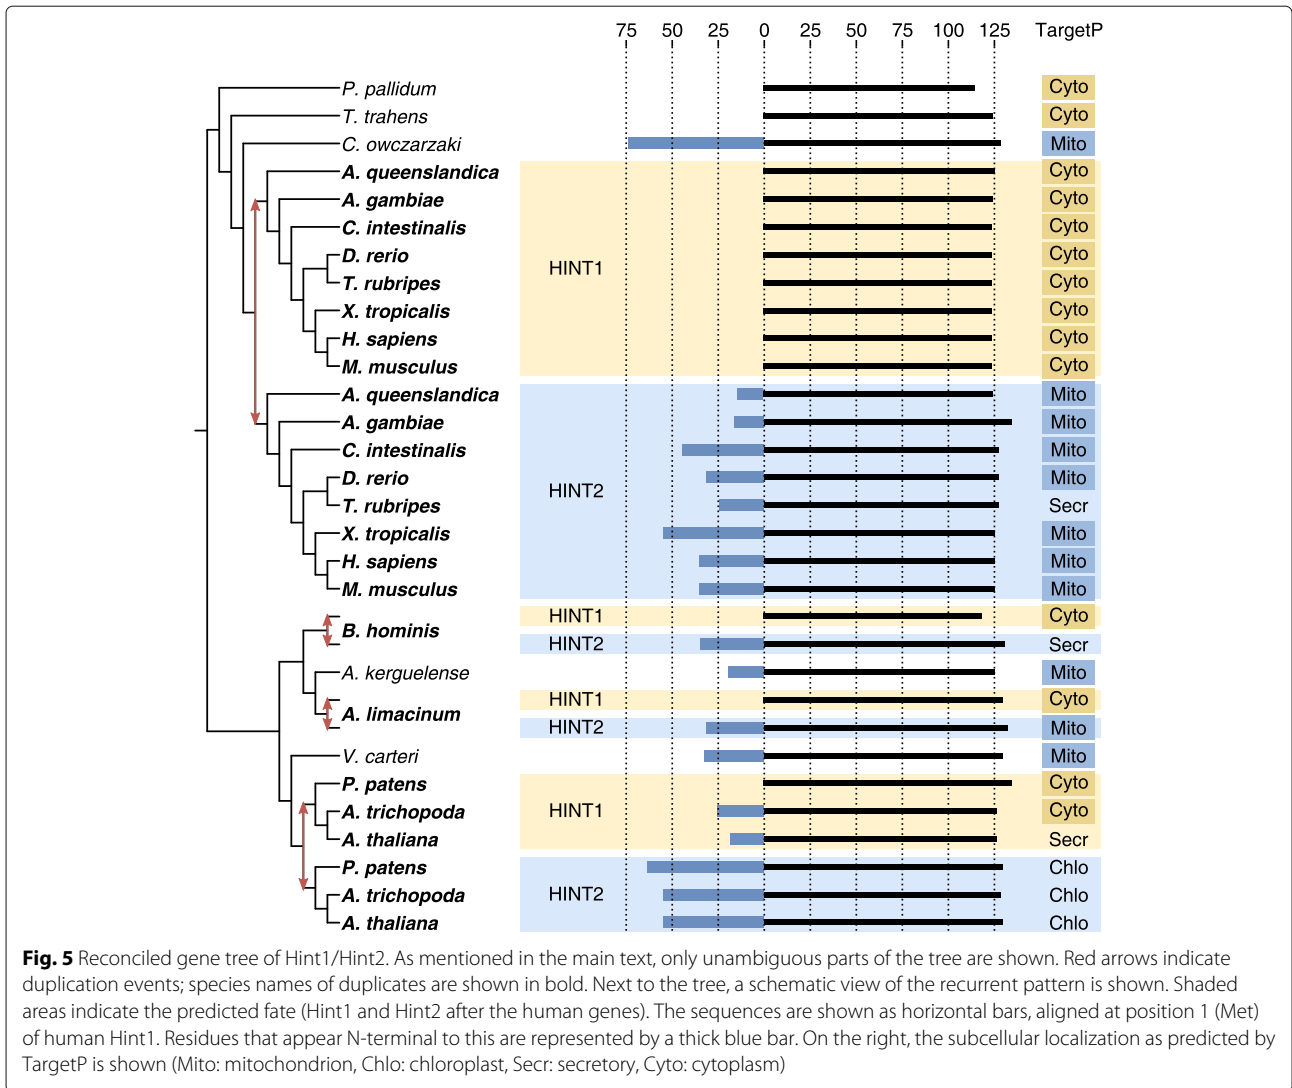 75 50 25 0 25 50 75 100 125 TargetP
P. pallidum Cyto
T. trahens Cyto
C. owczarzaki Mito
A. queenslandica Cyto
A. gambiae Cyto
C. intestinalis Cyto
D. rerio Cyto
HINT1
T. rubripes Cyto
X. tropicalis Cyto
H. sapiens Cyto
M. musculus Cyto
A. queenslandica Mito
A. gambiae Mito
C. intestinalis Mito
D. rerio Mito
HINT2
T. rubripes Secr
X. tropicalis Mito
H. sapiens Mito
M. musculus Mito
HINT1 Cyto
B. hominis
HINT2 Secr
A. kerguelense Mito
HINT1 Cyto
A. limacinum
HINT2 Mito
V. carteri Mito
P. patens Cyto
A. trichopoda HINT1 Cyto
A. thaliana Secr
P. patens Chlo
A. trichopoda HINT2 Chlo
A. thaliana Chlo
Fig. 5 Reconciled gene tree of Hint1/Hint2. As mentioned in the main text, only unambiguous parts of the tree are shown. Red arrows indicate
duplication events; species names of duplicates are shown in bold. Next to the tree, a schematic view of the recurrent pattern is shown. Shaded
areas indicate the predicted fate (Hint1 and Hint2 after the human genes). The sequences are shown as horizontal bars, aligned at position 1 (Met)
of human Hint1. Residues that appear N-terminal to this are represented by a thick blue bar. On the right, the subcellular localization as predicted by
TargetP is shown (Mito: mitochondrion, Chlo: chloroplast, Secr: secretory, Cyto: cytoplasm)